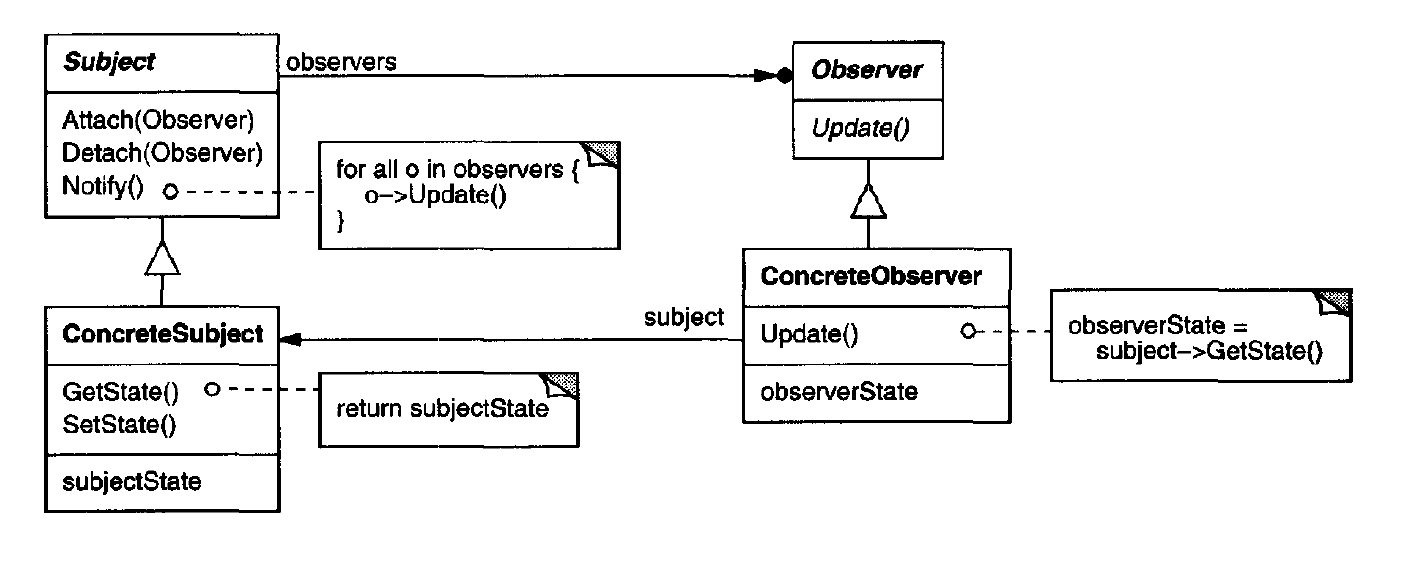 Subject
observers
Observer
Attach(Observer)
Detach(Observer)
Notify()
for all o in observers {
o->Update()
}
Update()
ConcreteObserver
Update()
observerState
observerState =
subject->GetState()
subject
ConcreteSubject
GetState()
SetState()
subjectState
return subjectState